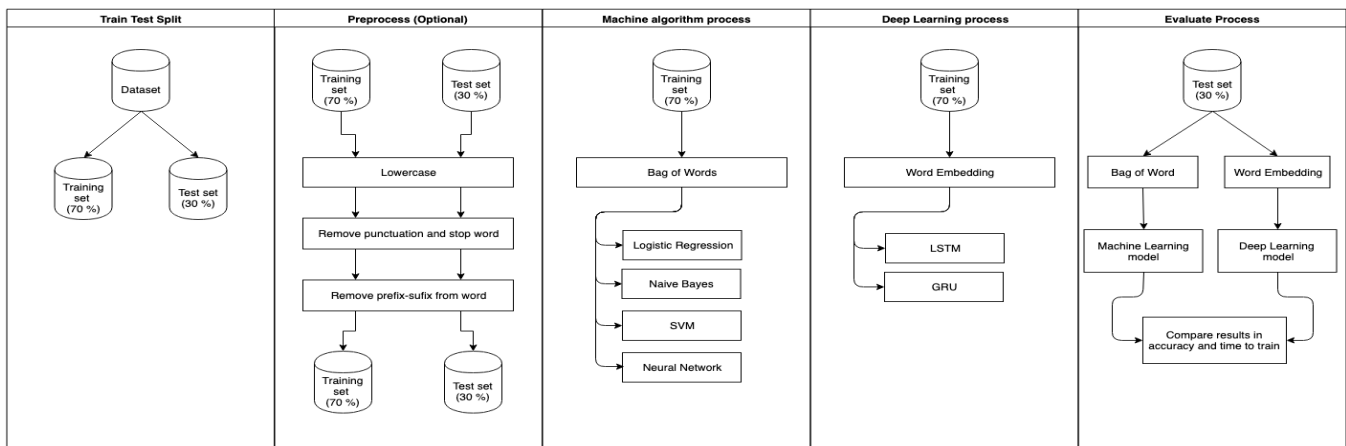 Train Test Split
Dataset
Training
set
(70 %)
Test set
(30 %)
Preprocess (Optional)
Training
set
(70 %)
Test set
(30 %)
Lowercase
Remove punctuation and stop word
Remove prefix-sufix from word
Training
set
(70 %)
Test set
(30 %)
Machine algorithm process
Training
set
(70 %)
Bag of Words
Logistic Regression
Naive Bayes
SVM
Neural Network
Deep Learning process
Training
set
(70 %)
Word Embedding
LSTM
GRU
Evaluate Process
Test set
(30 %)
Bag of Word
Word Embedding
Machine Learning
model
Deep Learning
model
Compare results in
accuracy and time to train